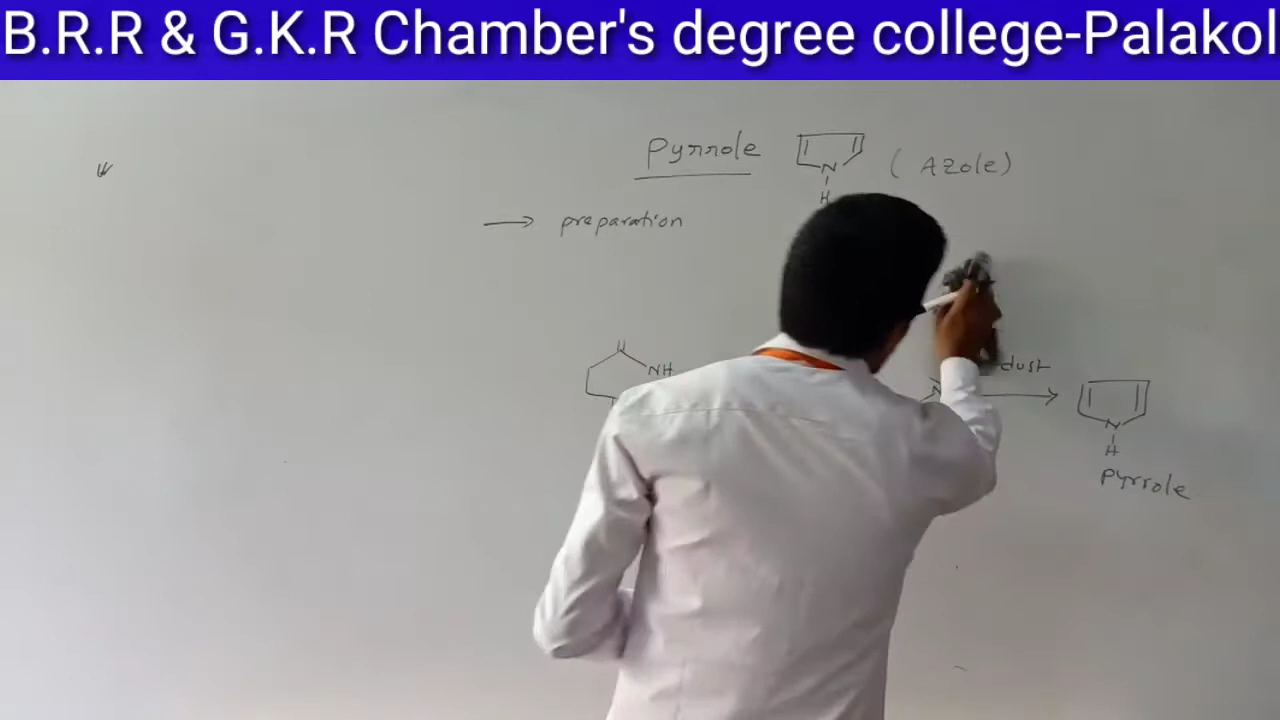 B.R.R & G.K.R Chamber's degree college-Palakol
Pyrrole N H (Azole)
→ preparation
H NH
dust
N H
Pyrrole